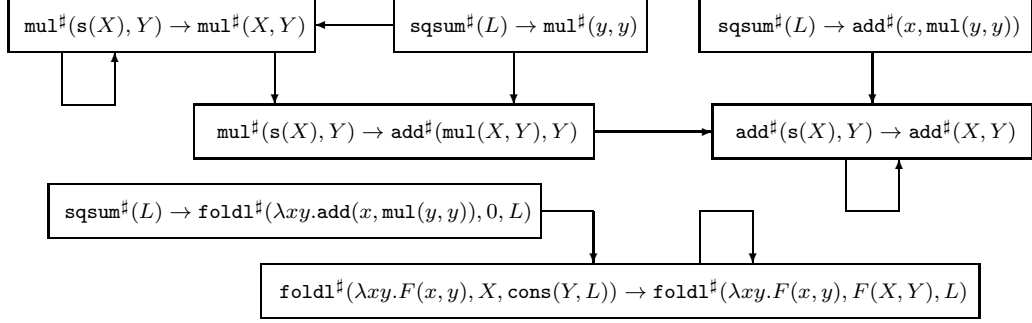 mul♯(s(X), Y) → mul♯(X, Y)
sqsum♯(L) → mul♯(y, y)
sqsum♯(L) → add♯(x, mul(y, y))
mul♯(s(X), Y) → add♯(mul(X, Y), Y)
add♯(s(X), Y) → add♯(X, Y)
sqsum♯(L) → foldl♯(λxy.add(x, mul(y, y)), 0, L)
foldl♯(λxy.F(x, y), X, cons(Y, L)) → foldl♯(λxy.F(x, y), F(X, Y), L)